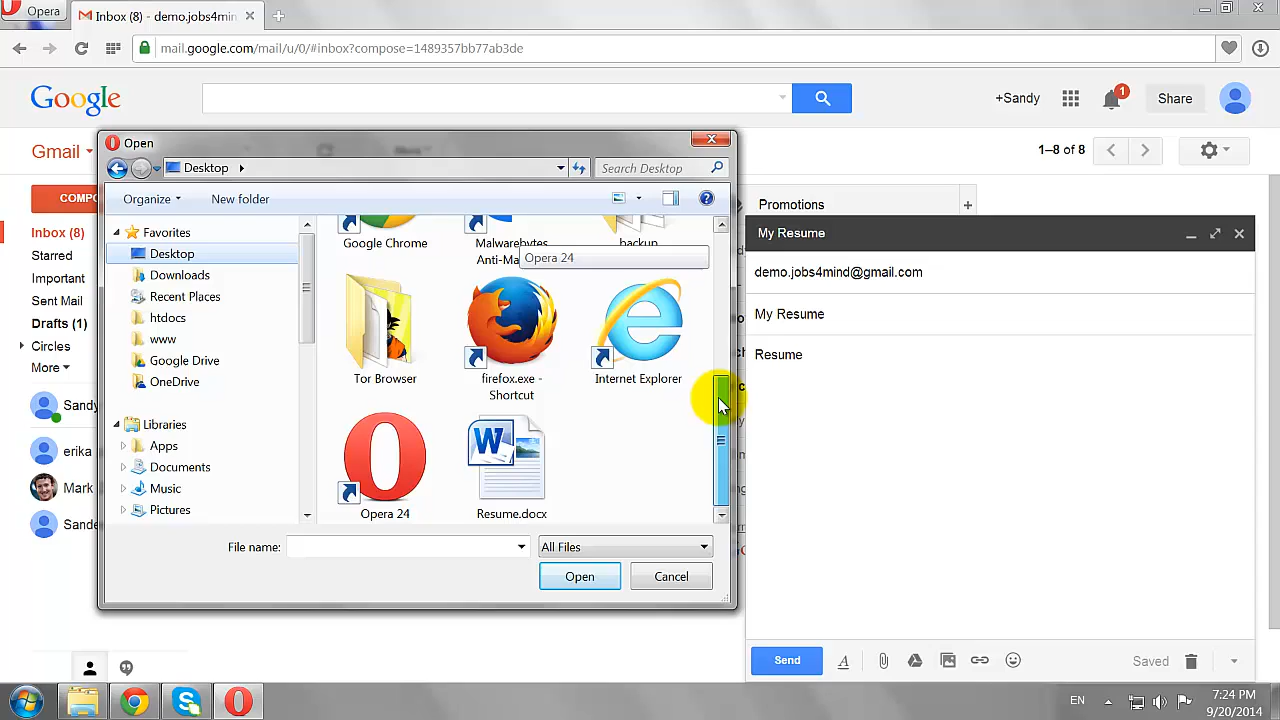 Opera
Inbox (8) - demo.jobs4mind
mail.google.com/mail/u/0/#inbox?compose=1489357bb77ab3de
Google
+Sandy
1
Share
Gmail
1–8 of 8
COMPO
Inbox (8)
Starred
Important
Sent Mail
Drafts (1)
Circles
More
Sandy
erika
Mark
Sande
Promotions
Open
Desktop
Search Desktop
Organize
New folder
Favorites
Desktop
Downloads
Recent Places
htdocs
www
Google Drive
OneDrive
Libraries
Apps
Documents
Music
Pictures
Google Chrome
Malwarebytes
Anti-Ma
backup
Opera 24
Tor Browser
firefox.exe -
Shortcut
Internet Explorer
W
Opera 24
Resume.docx
File name:
All Files
Open
Cancel
My Resume
demo.jobs4mind@gmail.com
My Resume
Resume
Send
Saved
EN
7:24 PM
9/20/2014